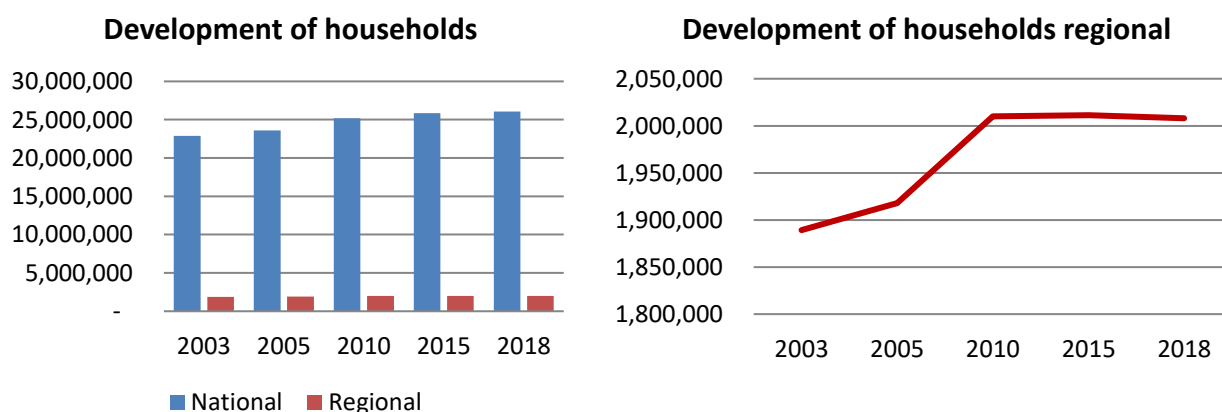 Development of households
30,000,000
25,000,000
20,000,000
15,000,000
10,000,000
5,000,000
-
2003 2005 2010 2015 2018
National Regional
Development of households regional
2,050,000
2,000,000
1,950,000
1,900,000
1,850,000
1,800,000
2003 2005 2010 2015 2018